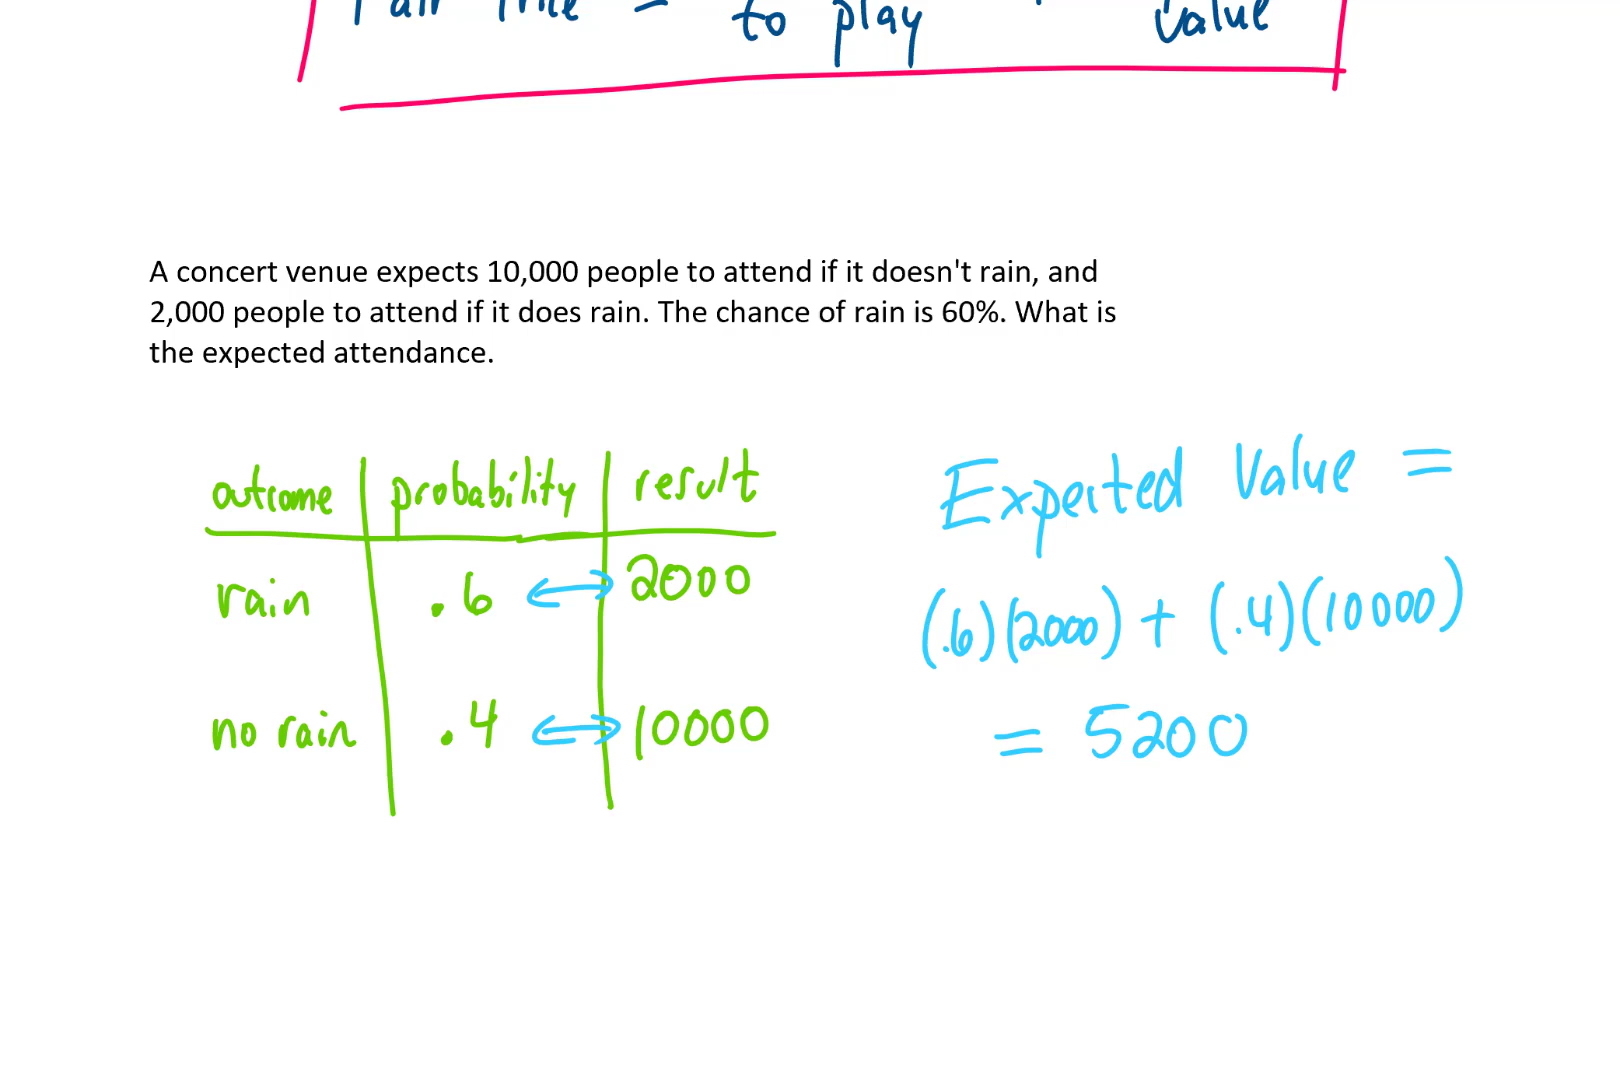 Fair Price = to play + Value
A concert venue expects 10,000 people to attend if it doesn't rain, and
2,000 people to attend if it does rain. The chance of rain is 60%. What is
the expected attendance.
outcome probability result
rain .6 2000
no rain .4 10000
Expected Value =
(.6)(2000) + (.4)(10000)
= 5200